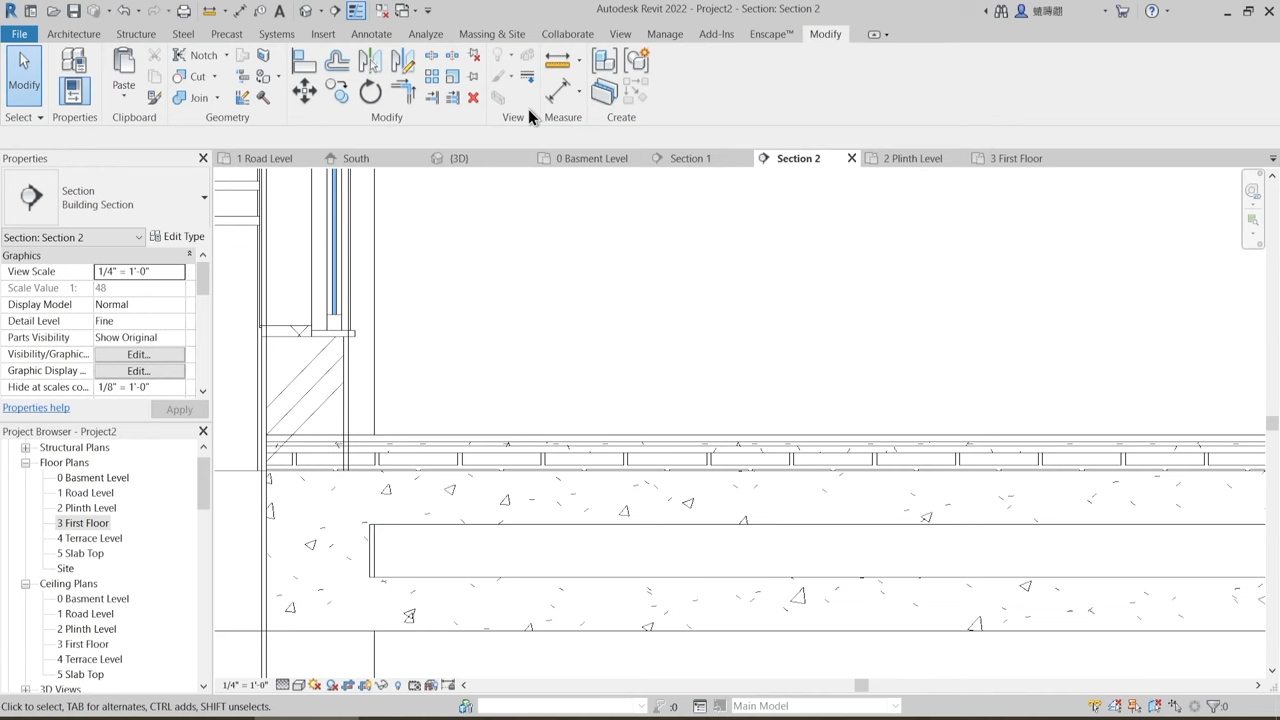 Autodesk Revit 2022 - Project2 - Section: Section 2
File Architecture Structure Steel Precast Systems Insert Annotate Analyze Massing & Site Collaborate View Manage Add-Ins Enscape™ Modify
Modify
Paste
Notch
Cut
Join
Select Properties Clipboard Geometry Modify View Measure Create
Properties
1 Road Level South {3D} 0 Basment Level Section 1 Section 2 2 Plinth Level 3 First Floor
Section
Building Section
Section: Section 2 Edit Type
Graphics
View Scale 1/4" = 1'-0"
Scale Value 1: 48
Display Model Normal
Detail Level Fine
Parts Visibility Show Original
Visibility/Graphic... Edit...
Graphic Display ... Edit...
Hide at scales co... 1/8" = 1'-0"
Properties help Apply
Project Browser - Project2
Structural Plans
Floor Plans
0 Basment Level
1 Road Level
2 Plinth Level
3 First Floor
4 Terrace Level
5 Slab Top
Site
Ceiling Plans
0 Basment Level
1 Road Level
2 Plinth Level
3 First Floor
4 Terrace Level
5 Slab Top
3D Views
1/4" = 1'-0"
Click to select, TAB for alternates, CTRL adds, SHIFT unselects.
:0
Main Model
:0